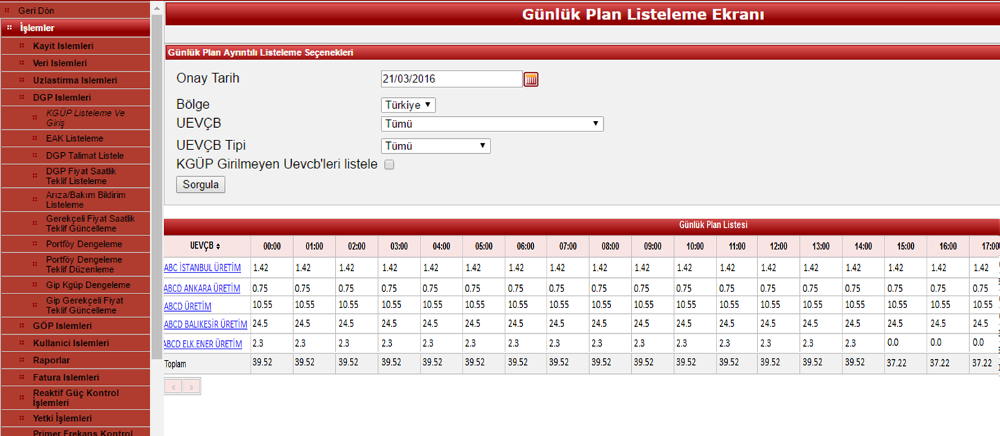 Geri Dön
İşlemler
Kayit Islemleri
Veri Islemleri
Uzlastirma Islemleri
DGP Islemleri
KGÜP Listeleme Ve
Giriş
EAK Listeleme
DGP Talimat Listele
DGP Fiyat Saatlik
Teklif Listeleme
Arıza/Bakım Bildirim
Listeleme
Gerekçeli Fiyat Saatlik
Teklif Güncelleme
Portföy Dengeleme
Portföy Dengeleme
Teklif Düzenleme
Gip Kgüp Dengeleme
Gip Gerekçeli Fiyat
Teklif Güncelleme
GÖP Islemleri
Kullanici Islemleri
Raporlar
Fatura Islemleri
Reaktif Güç Kontrol
İşlemleri
Yetki İşlemleri
Primer Frekans Kontrol
Günlük Plan Listeleme Ekranı
Günlük Plan Ayrıntılı Listeleme Seçenekleri
Onay Tarih 21/03/2016
Bölge Türkiye
UEVÇB Tümü
UEVÇB Tipi Tümü
KGÜP Girilmeyen Uevcb'leri listele
Sorgula
Günlük Plan Listesi
UEVÇB 00:00 01:00 02:00 03:00 04:00 05:00 06:00 07:00 08:00 09:00 10:00 11:00 12:00 13:00 14:00 15:00 16:00 17:00
ABC İSTANBUL ÜRETİM 1.42 1.42 1.42 1.42 1.42 1.42 1.42 1.42 1.42 1.42 1.42 1.42 1.42 1.42 1.42 1.42 1.42 1.42
ABCD ANKARA ÜRETİM 0.75 0.75 0.75 0.75 0.75 0.75 0.75 0.75 0.75 0.75 0.75 0.75 0.75 0.75 0.75 0.75 0.75 0.75
ABCD ÜRETİM 10.55 10.55 10.55 10.55 10.55 10.55 10.55 10.55 10.55 10.55 10.55 10.55 10.55 10.55 10.55 10.55 10.55 10.55
ABCD BALIKESİR ÜRETİM 24.5 24.5 24.5 24.5 24.5 24.5 24.5 24.5 24.5 24.5 24.5 24.5 24.5 24.5 24.5 24.5 24.5 24.5
ABCD ELK.ENER ÜRETİM 2.3 2.3 2.3 2.3 2.3 2.3 2.3 2.3 2.3 2.3 2.3 2.3 2.3 2.3 2.3 0.0 0.0 0.0
Toplam 39.52 39.52 39.52 39.52 39.52 39.52 39.52 39.52 39.52 39.52 39.52 39.52 39.52 39.52 39.52 37.22 37.22 37.22
« »